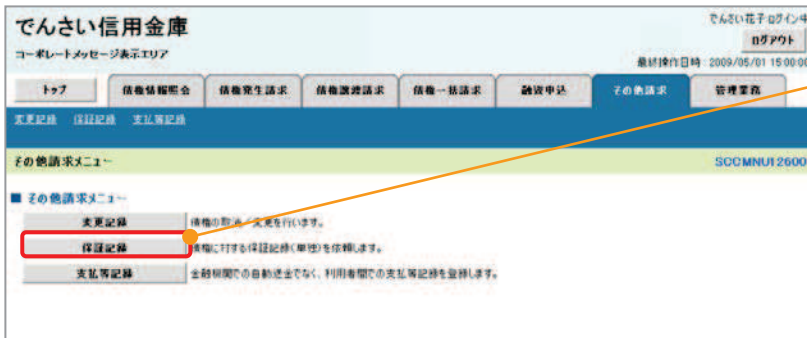 でんさい信用金庫
コーポレートメッセージ表示エリア
でんさい花子 ログイン中
ログアウト
最終操作日時 2009/05/01 15:00:00
トップ 債権情報照会 債権発生請求 債権譲渡請求 債権一括請求 融資申込 その他請求 管理業務
変更記録 保証記録 支払等記録
その他請求メニュー SCCMNU12600
■ その他請求メニュー
変更記録 債権の取消／変更を行います。
保証記録 債権に対する保証記録(単独)を依頼します。
支払等記録 金融機関での自動送金でなく、利用者間での支払等記録を登録します。